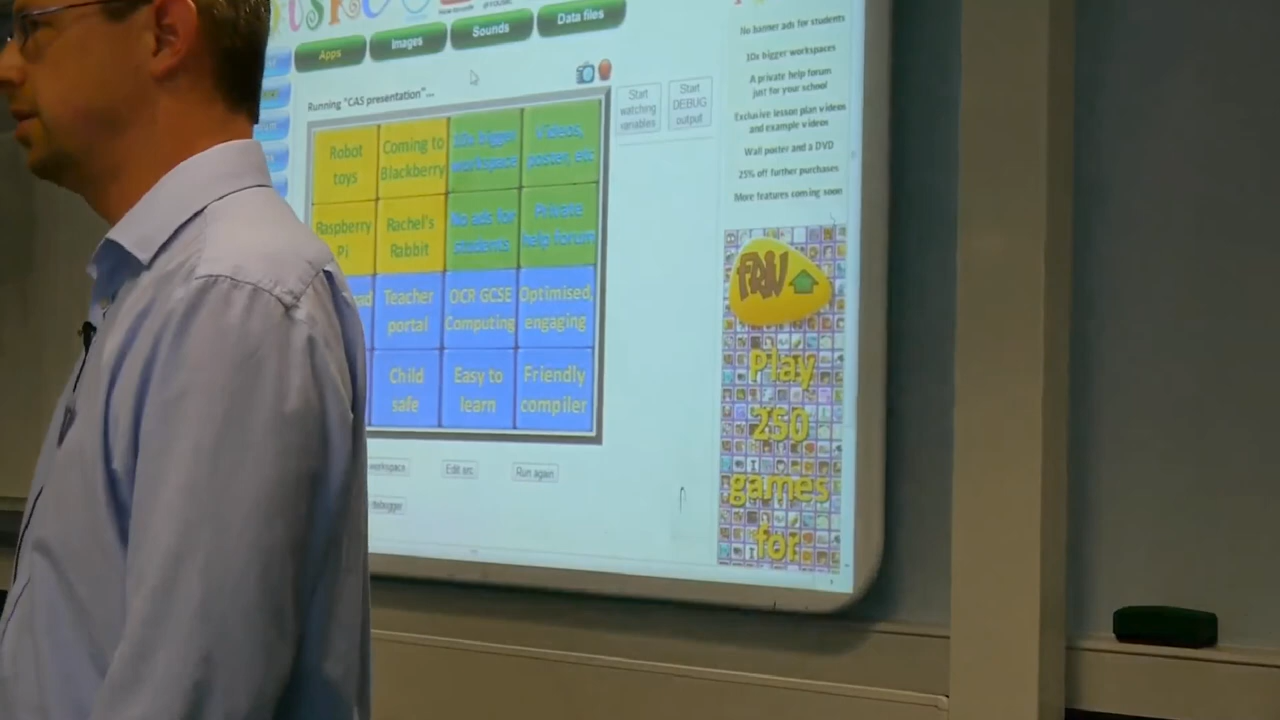 Apps
Images
Sounds
Data files
Running "CAS presentation"...
Start
watching
variables
Start
DEBUG
output
Robot
toys
Coming to
Blackberry
10x bigger
workspace
Videos,
poster, etc
Raspberry
Pi
Rachel's
Rabbit
No ads for
students
Private
help forum
Teacher
portal
OCR GCSE
Computing
Optimised,
engaging
Child
safe
Easy to
learn
Friendly
compiler
workspace
Edit src
Run again
debugger
No banner ads for students
10x bigger workspaces
A private help forum
just for your school
Exclusive lesson plan videos
and example videos
Wall poster and a DVD
25% off further purchases
More features coming soon
FRIV
Play
250
games
for